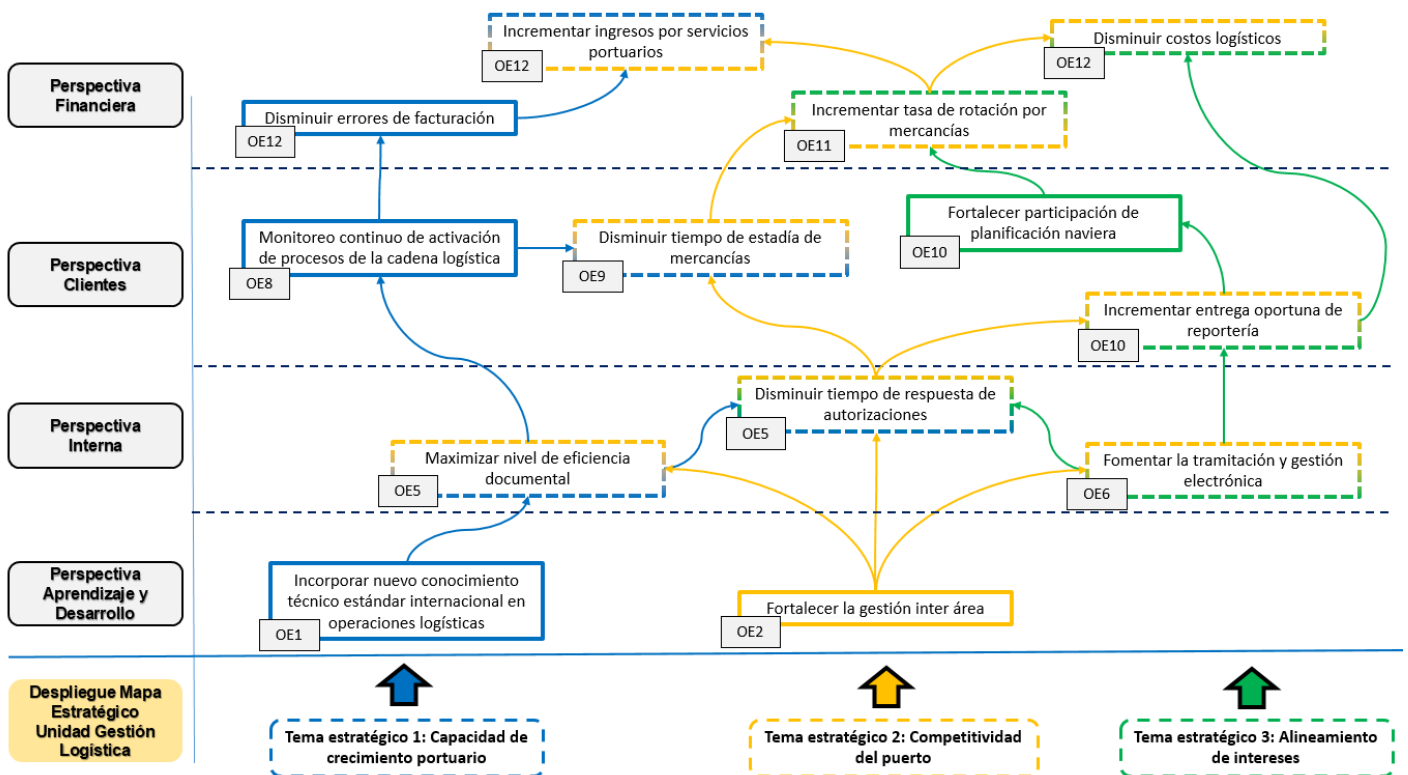 Incrementar ingresos por servicios
portuarios
OE12
Disminuir costos logísticos
OE12
Perspectiva
Financiera
Disminuir errores de facturación
OE12
Incrementar tasa de rotación por
mercancías
OE11
Perspectiva
Clientes
Monitoreo continuo de activación
de procesos de la cadena logística
OE8
Disminuir tiempo de estadía de
mercancías
OE9
Fortalecer participación de
planificación naviera
OE10
Incrementar entrega oportuna de
reportería
OE10
Perspectiva
Interna
Disminuir tiempo de respuesta de
autorizaciones
OE5
Maximizar nivel de eficiencia
documental
OE5
Fomentar la tramitación y gestión
electrónica
OE6
Perspectiva
Aprendizaje y
Desarrollo
Incorporar nuevo conocimiento
técnico estándar internacional en
operaciones logísticas
OE1
Fortalecer la gestión inter área
OE2
Despliegue Mapa
Estratégico
Unidad Gestión
Logística
Tema estratégico 1: Capacidad de
crecimiento portuario
Tema estratégico 2: Competitividad
del puerto
Tema estratégico 3: Alineamiento
de intereses